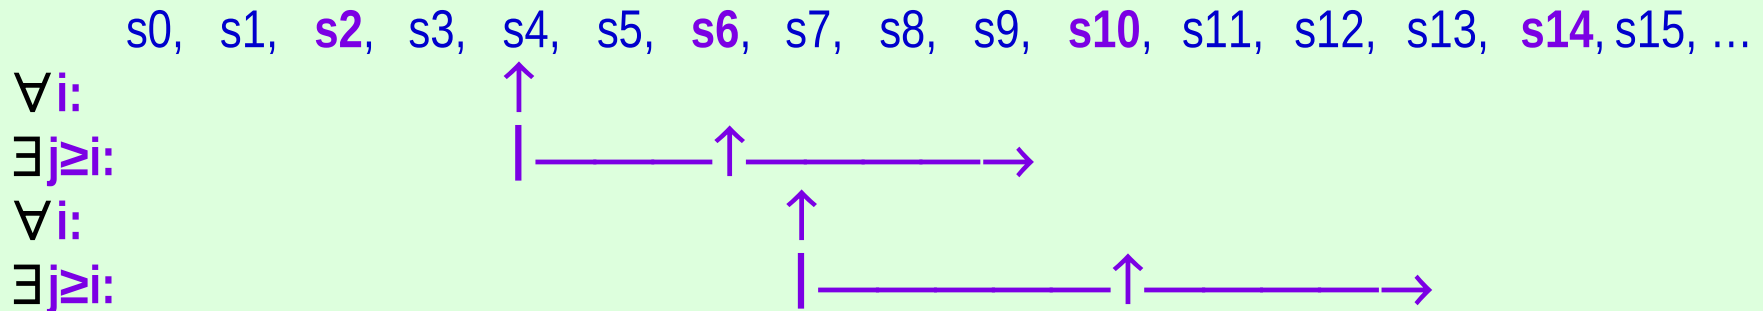 s0, s1, s2, s3, s4, s5, s6, s7, s8, s9, s10, s11, s12, s13, s14, s15, ...
∀i:
∃j≥i:
∀i:
∃j≥i: